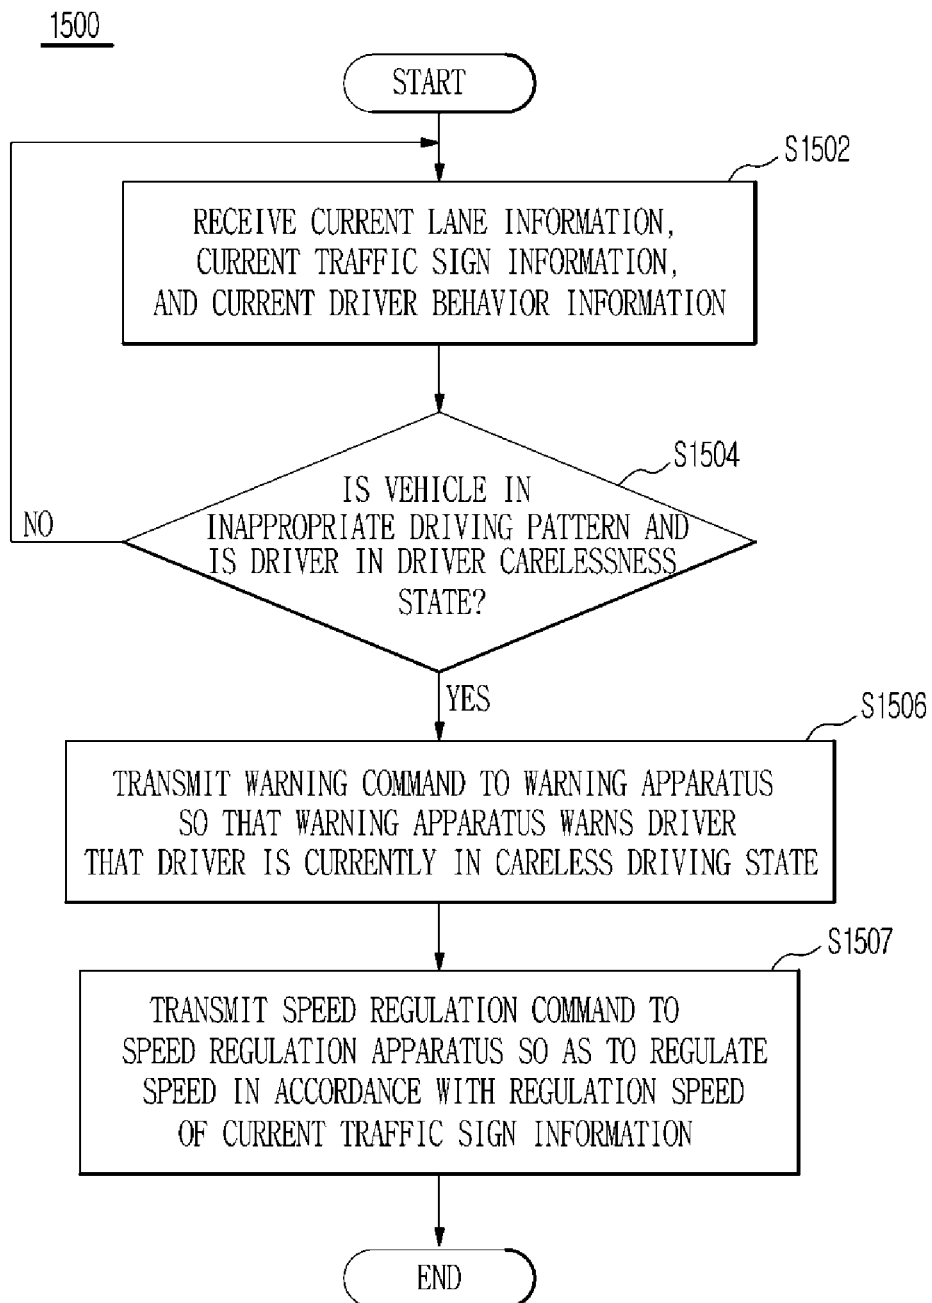 1500
START
S1502
RECEIVE CURRENT LANE INFORMATION,
CURRENT TRAFFIC SIGN INFORMATION,
AND CURRENT DRIVER BEHAVIOR INFORMATION
S1504
IS VEHICLE IN
INAPPROPRIATE DRIVING PATTERN AND
IS DRIVER IN DRIVER CARELESSNESS
STATE?
NO
YES
S1506
TRANSMIT WARNING COMMAND TO WARNING APPARATUS
SO THAT WARNING APPARATUS WARNS DRIVER
THAT DRIVER IS CURRENTLY IN CARELESS DRIVING STATE
S1507
TRANSMIT SPEED REGULATION COMMAND TO
SPEED REGULATION APPARATUS SO AS TO REGULATE
SPEED IN ACCORDANCE WITH REGULATION SPEED
OF CURRENT TRAFFIC SIGN INFORMATION
END